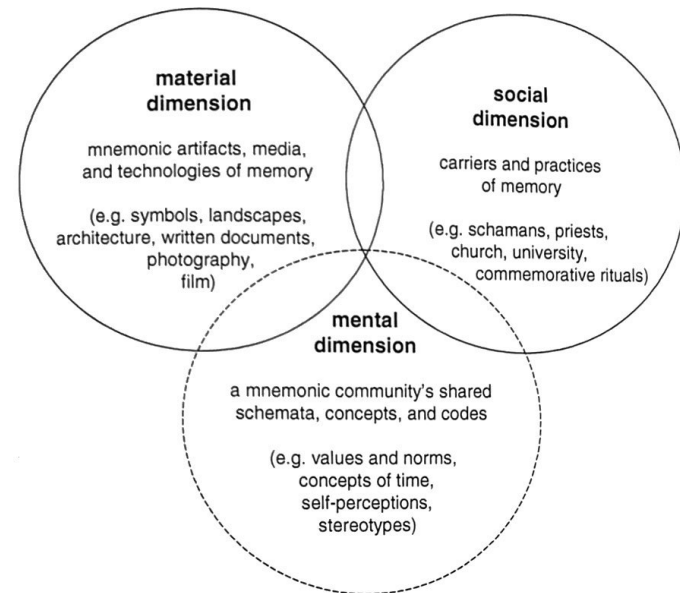 material
dimension
mnemonic artifacts, media,
and technologies of memory
(e.g. symbols, landscapes,
architecture, written documents,
photography,
film)
social
dimension
carriers and practices
of memory
(e.g. schamans, priests,
church, university,
commemorative rituals)
mental
dimension
a mnemonic community's shared
schemata, concepts, and codes
(e.g. values and norms,
concepts of time,
self-perceptions,
stereotypes)